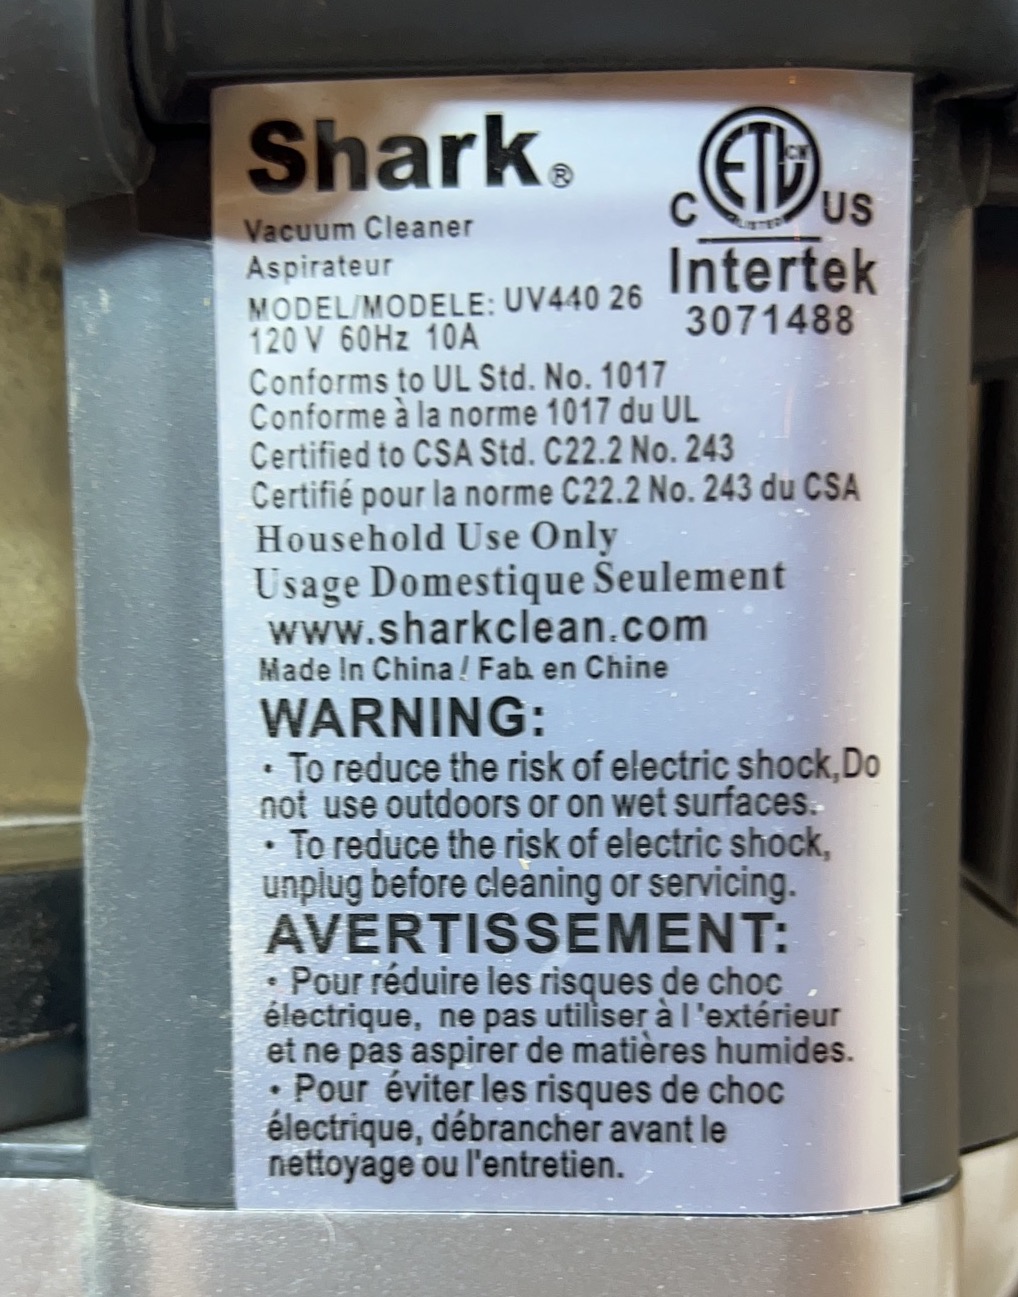 Shark®
Vacuum Cleaner
Aspirateur
MODEL/MODELE: UV440 26
120 V 60Hz 10A
C ETL CM LISTED US
Intertek
3071488
Conforms to UL Std. No. 1017
Conforme à la norme 1017 du UL
Certified to CSA Std. C22.2 No. 243
Certifié pour la norme C22.2 No. 243 du CSA
Household Use Only
Usage Domestique Seulement
www.sharkclean.com
Made In China / Fab. en Chine
WARNING:
• To reduce the risk of electric shock,Do
not use outdoors or on wet surfaces.
• To reduce the risk of electric shock,
unplug before cleaning or servicing.
AVERTISSEMENT:
• Pour réduire les risques de choc
électrique, ne pas utiliser à l'extérieur
et ne pas aspirer de matières humides.
• Pour éviter les risques de choc
électrique, débrancher avant le
nettoyage ou l'entretien.